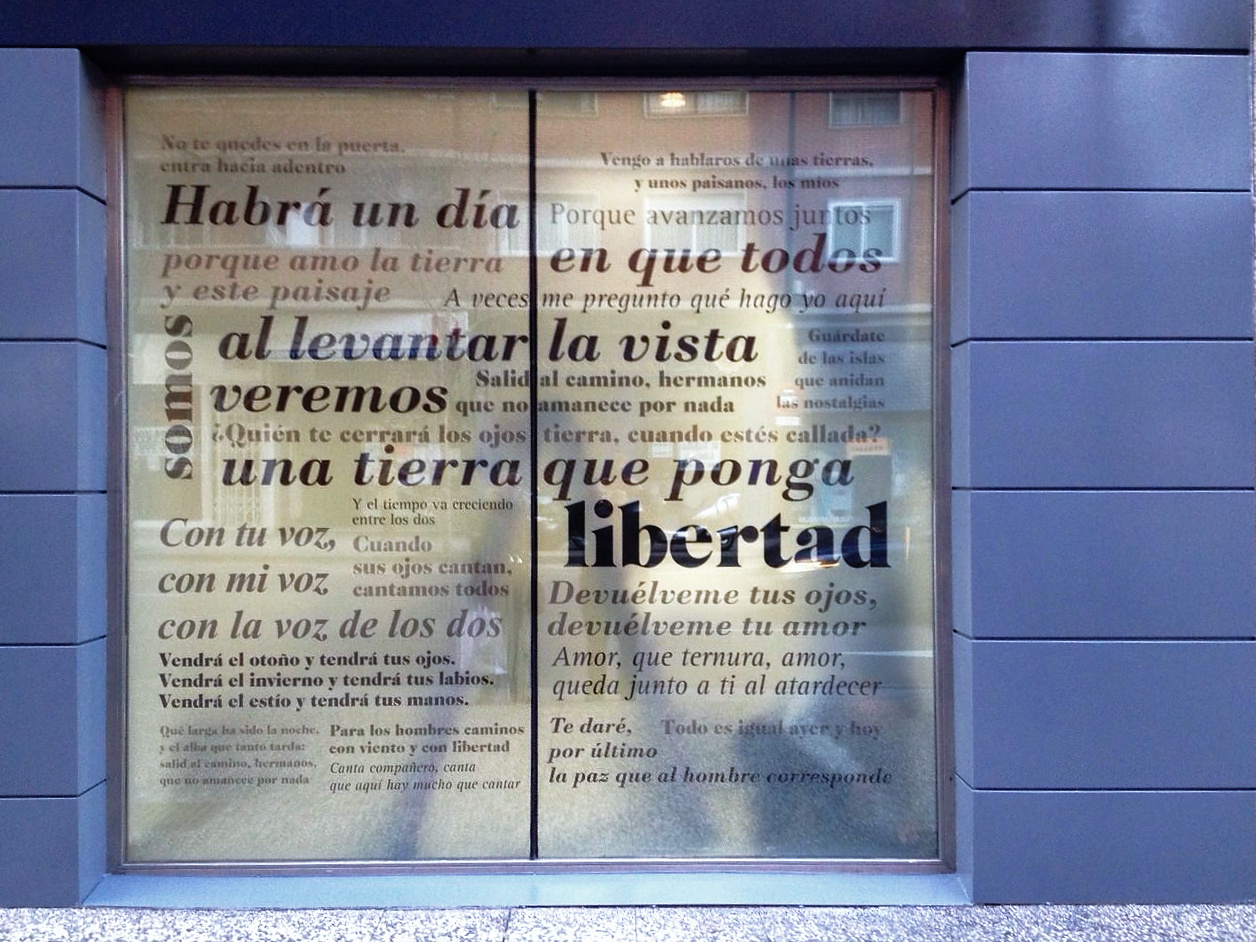 No te quedes en la puerta,
entra hacia adentro
Vengo a hablaros de unas tierras,
y unos paisanos, los míos
Habrá un día
Porque avanzamos juntos
porque amo la tierra
en que todos
y este paisaje
A veces me pregunto qué hago yo aquí
somos
al levantar la vista
Guárdate
de las islas
que anidan
las nostalgias
Salid al camino, hermanos
veremos
que no amanece por nada
¿Quién te cerrará los ojos tierra, cuando estés callada?
una tierra que ponga
Y el tiempo va creciendo
entre los dos
libertad
Con tu voz,
con mi voz
con la voz de los dos
Cuando
sus ojos cantan,
cantamos todos
Devuélveme tus ojos,
devuélveme tu amor
Vendrá el otoño y tendrá tus ojos.
Vendrá el invierno y tendrá tus labios.
Vendrá el estío y tendrá tus manos.
Amor, que ternura, amor,
queda junto a ti al atardecer
Qué larga ha sido la noche,
y el alba que tanto tarda:
salid al camino, hermanos,
que no amanece por nada
Para los hombres caminos
con viento y con libertad
Canta compañero, canta
que aquí hay mucho que cantar
Te daré,
por último
la paz que al hombre corresponde
Todo es igual ayer y hoy